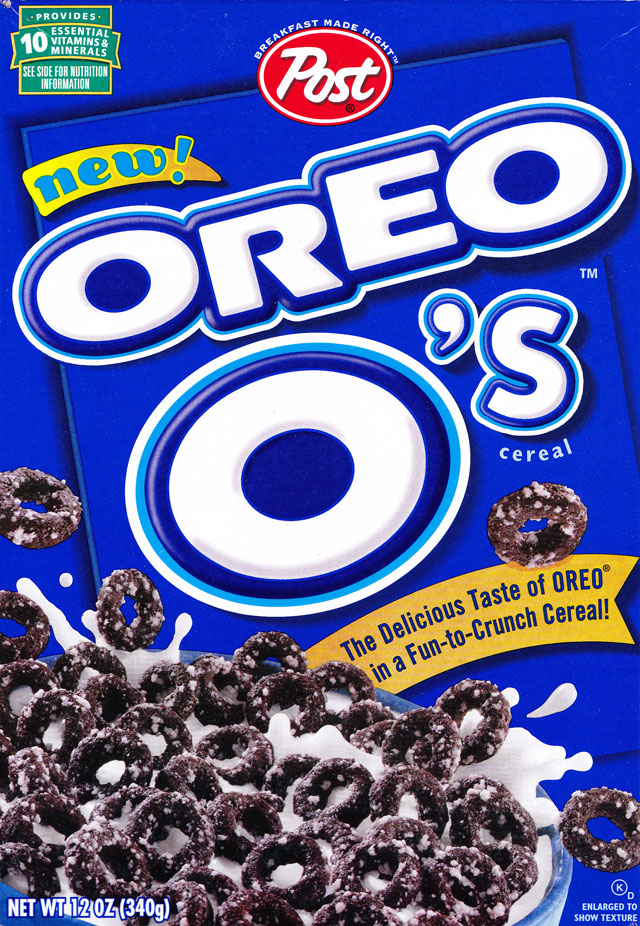 PROVIDES
10 ESSENTIAL
VITAMINS &
MINERALS
SEE SIDE FOR NUTRITION
INFORMATION
BREAKFAST MADE RIGHT™
Post®
new!
OREO
™
O's
cereal
The Delicious Taste of OREO®
in a Fun-to-Crunch Cereal!
NET WT 12 OZ (340g)
K
D
ENLARGED TO
SHOW TEXTURE